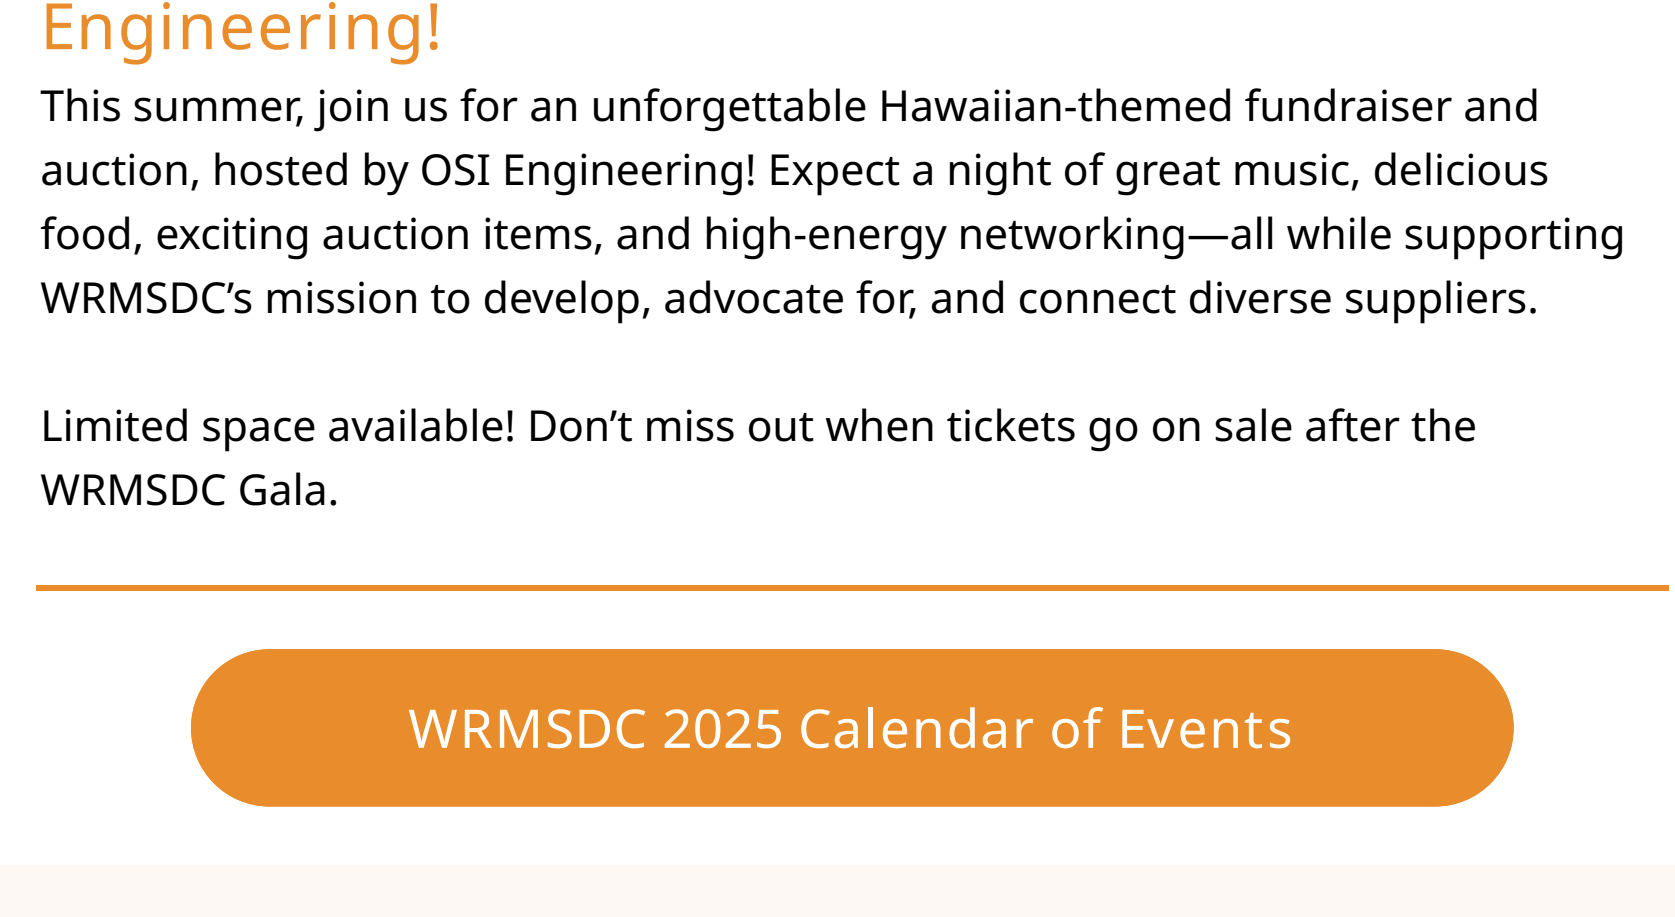 Engineering!
This summer, join us for an unforgettable Hawaiian-themed fundraiser and
auction, hosted by OSI Engineering! Expect a night of great music, delicious
food, exciting auction items, and high-energy networking—all while supporting
WRMSDC’s mission to develop, advocate for, and connect diverse suppliers.
Limited space available! Don’t miss out when tickets go on sale after the
WRMSDC Gala.
WRMSDC 2025 Calendar of Events